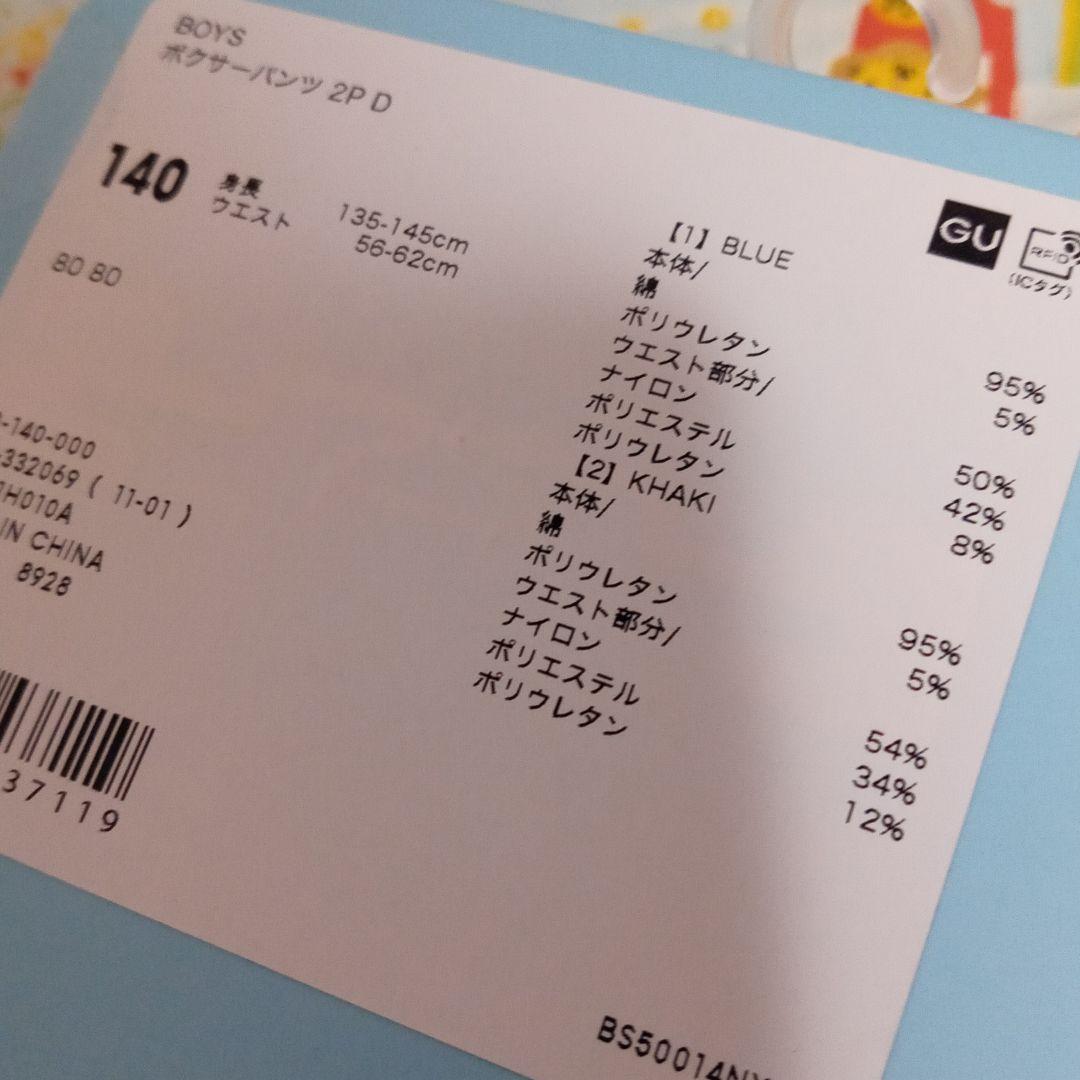 BOYS
ボクサーパンツ 2P D
140
身長 135-145cm
ウエスト 56-62cm
8D 8D
-140-000
-332069 ( 11-01 )
1H010A
IN CHINA
8928
37119
GU
RFID
(ICタグ)
【1】BLUE
本体/
綿 95%
ポリウレタン 5%
ウエスト部分/
ナイロン 50%
ポリエステル 42%
ポリウレタン 8%
【2】KHAKI
本体/
綿 95%
ポリウレタン 5%
ウエスト部分/
ナイロン 54%
ポリエステル 34%
ポリウレタン 12%
BS50014N